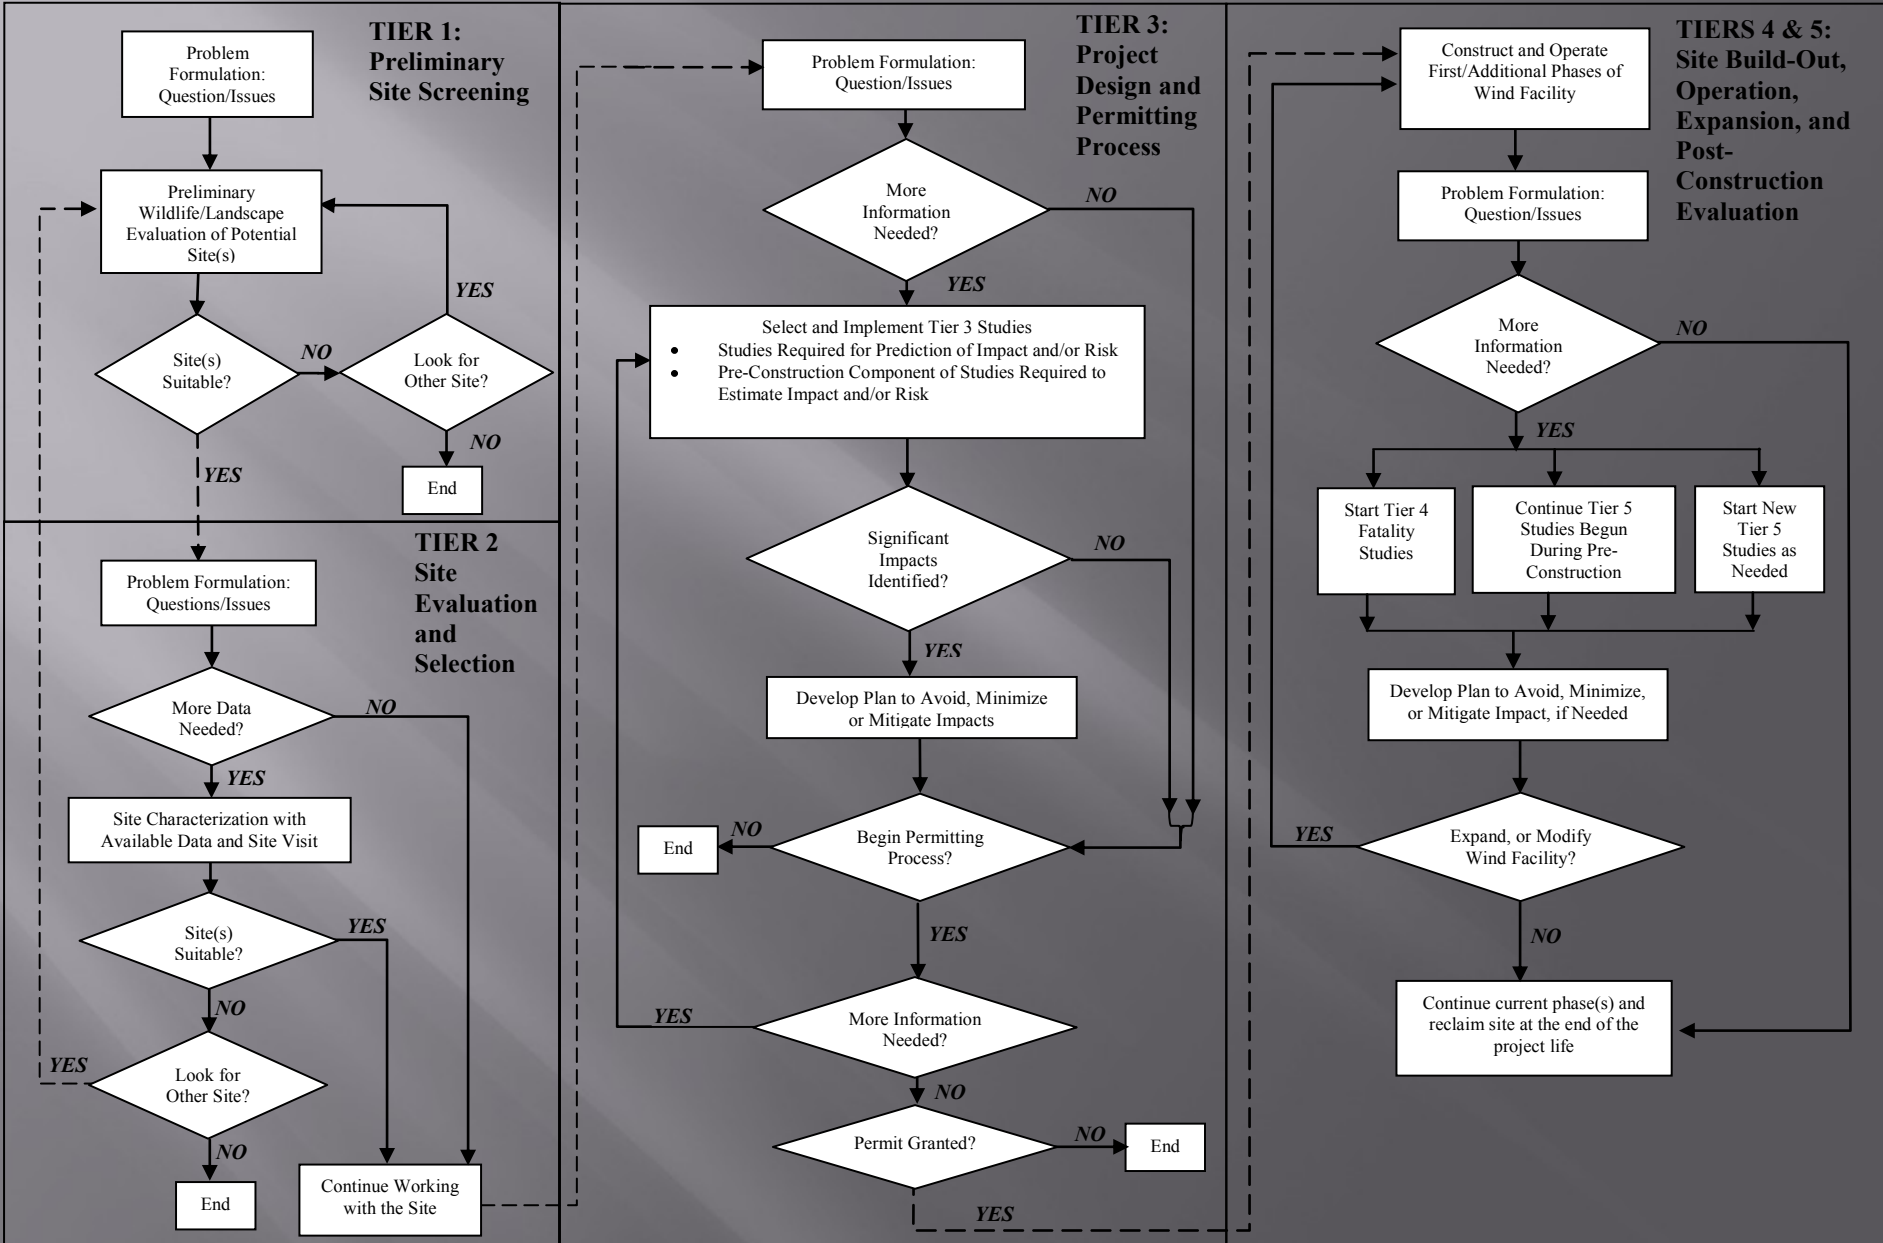 TIER 1:
Preliminary
Site Screening
Problem
Formulation:
Question/Issues
Preliminary
Wildlife/Landscape
Evaluation of Potential
Site(s)
Site(s)
Suitable?
NO
Look for
Other Site?
YES
NO
End
YES
TIER 2
Site
Evaluation
and
Selection
Problem Formulation:
Questions/Issues
More Data
Needed?
NO
YES
Site Characterization with
Available Data and Site Visit
Site(s)
Suitable?
YES
NO
Look for
Other Site?
YES
NO
End
Continue Working
with the Site
TIER 3:
Project
Design and
Permitting
Process
Problem Formulation:
Question/Issues
More
Information
Needed?
NO
YES
Select and Implement Tier 3 Studies
• Studies Required for Prediction of Impact and/or Risk
• Pre-Construction Component of Studies Required to
Estimate Impact and/or Risk
Significant
Impacts
Identified?
NO
YES
Develop Plan to Avoid, Minimize
or Mitigate Impacts
Begin Permitting
Process?
NO
End
YES
More Information
Needed?
YES
NO
Permit Granted?
NO
End
YES
TIERS 4 & 5:
Site Build-Out,
Operation,
Expansion, and
Post-
Construction
Evaluation
Construct and Operate
First/Additional Phases of
Wind Facility
Problem Formulation:
Question/Issues
More
Information
Needed?
NO
YES
Start Tier 4
Fatality
Studies
Continue Tier 5
Studies Begun
During Pre-
Construction
Start New
Tier 5
Studies as
Needed
Develop Plan to Avoid, Minimize,
or Mitigate Impact, if Needed
Expand, or Modify
Wind Facility?
YES
NO
Continue current phase(s) and
reclaim site at the end of the
project life